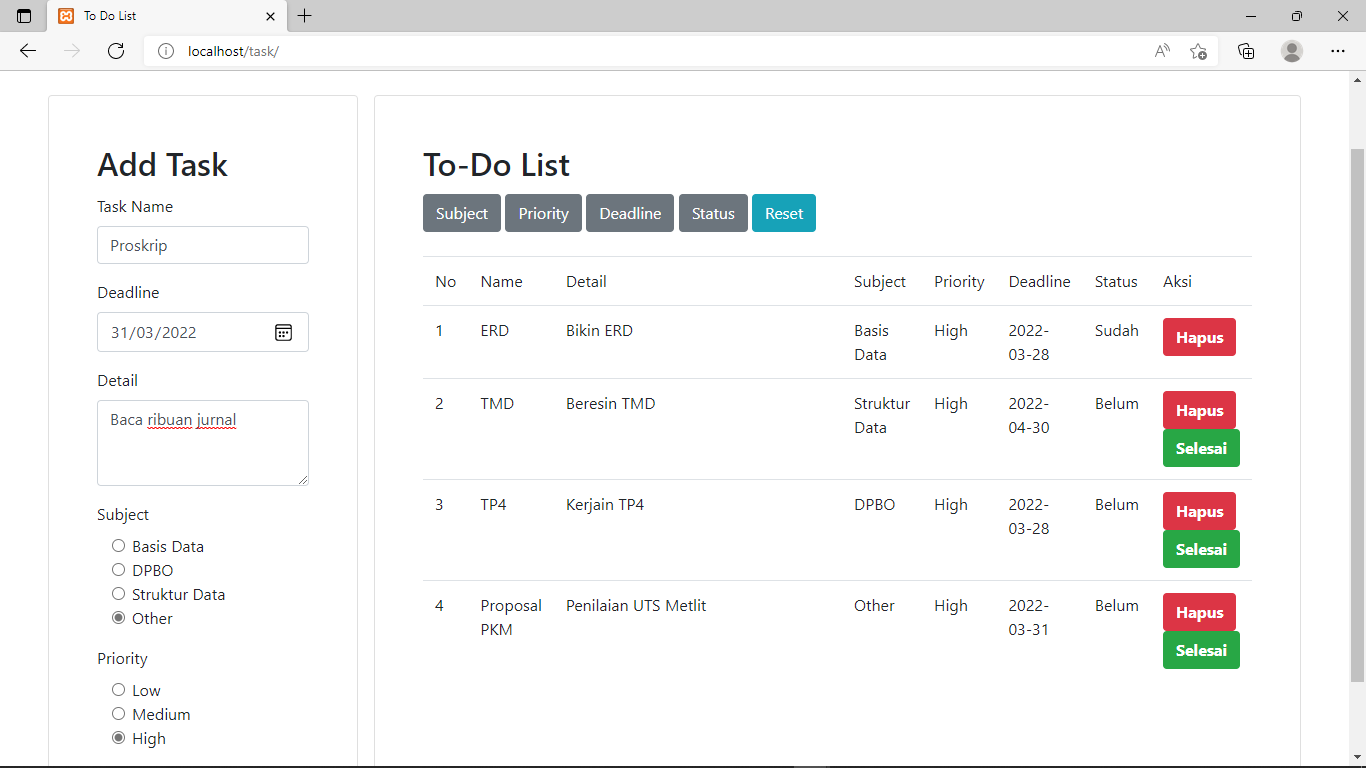 To Do List
localhost/task/
Add Task
Task Name
Proskrip
Deadline
31/03/2022
Detail
Baca ribuan jurnal
Subject
Basis Data
DPBO
Struktur Data
Other
Priority
Low
Medium
High
To-Do List
Subject Priority Deadline Status Reset
No Name Detail Subject Priority Deadline Status Aksi
1 ERD Bikin ERD Basis High 2022- Sudah Hapus
Data 03-28
2 TMD Beresin TMD Struktur High 2022- Belum Hapus
Data 04-30 Selesai
3 TP4 Kerjain TP4 DPBO High 2022- Belum Hapus
03-28 Selesai
4 Proposal Penilaian UTS Metlit Other High 2022- Belum Hapus
PKM 03-31 Selesai